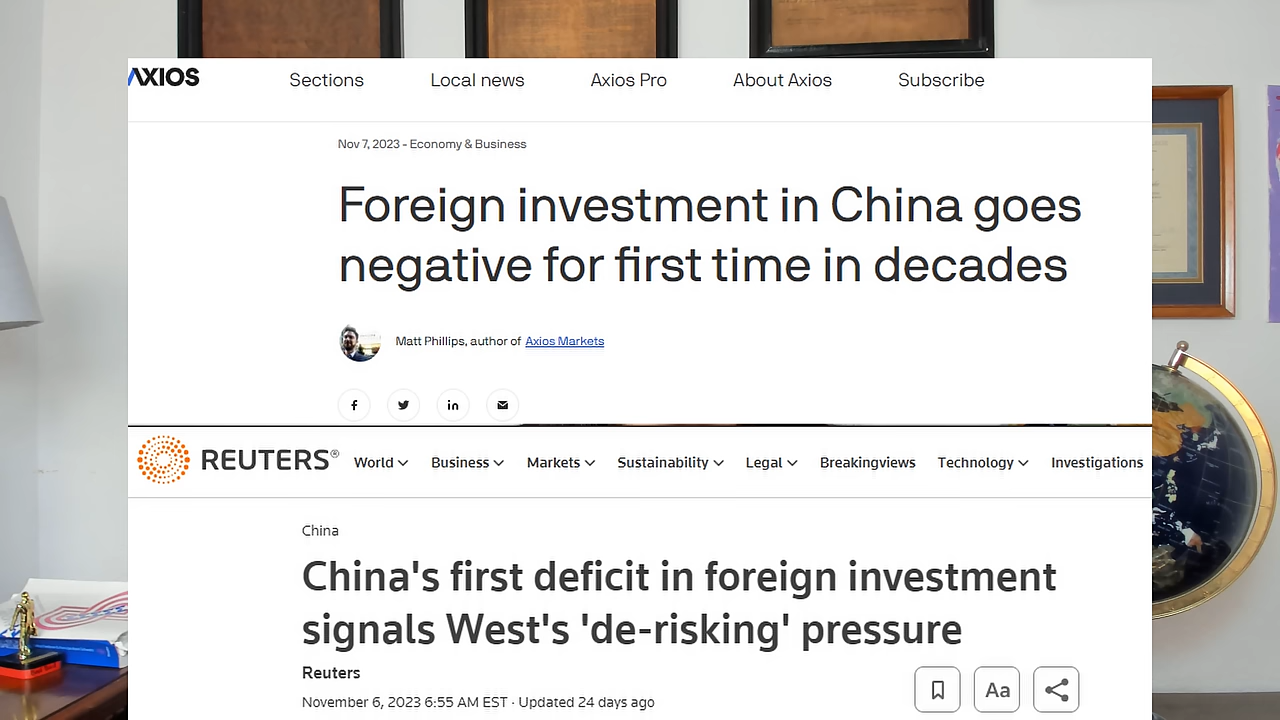 AXIOS Sections Local news Axios Pro About Axios Subscribe
Nov 7, 2023 - Economy & Business
Foreign investment in China goes
negative for first time in decades
Matt Phillips, author of Axios Markets
REUTERS® World Business Markets Sustainability Legal Breakingviews Technology Investigations
China
China's first deficit in foreign investment
signals West's 'de-risking' pressure
Reuters
November 6, 2023 6:55 AM EST · Updated 24 days ago
Aa